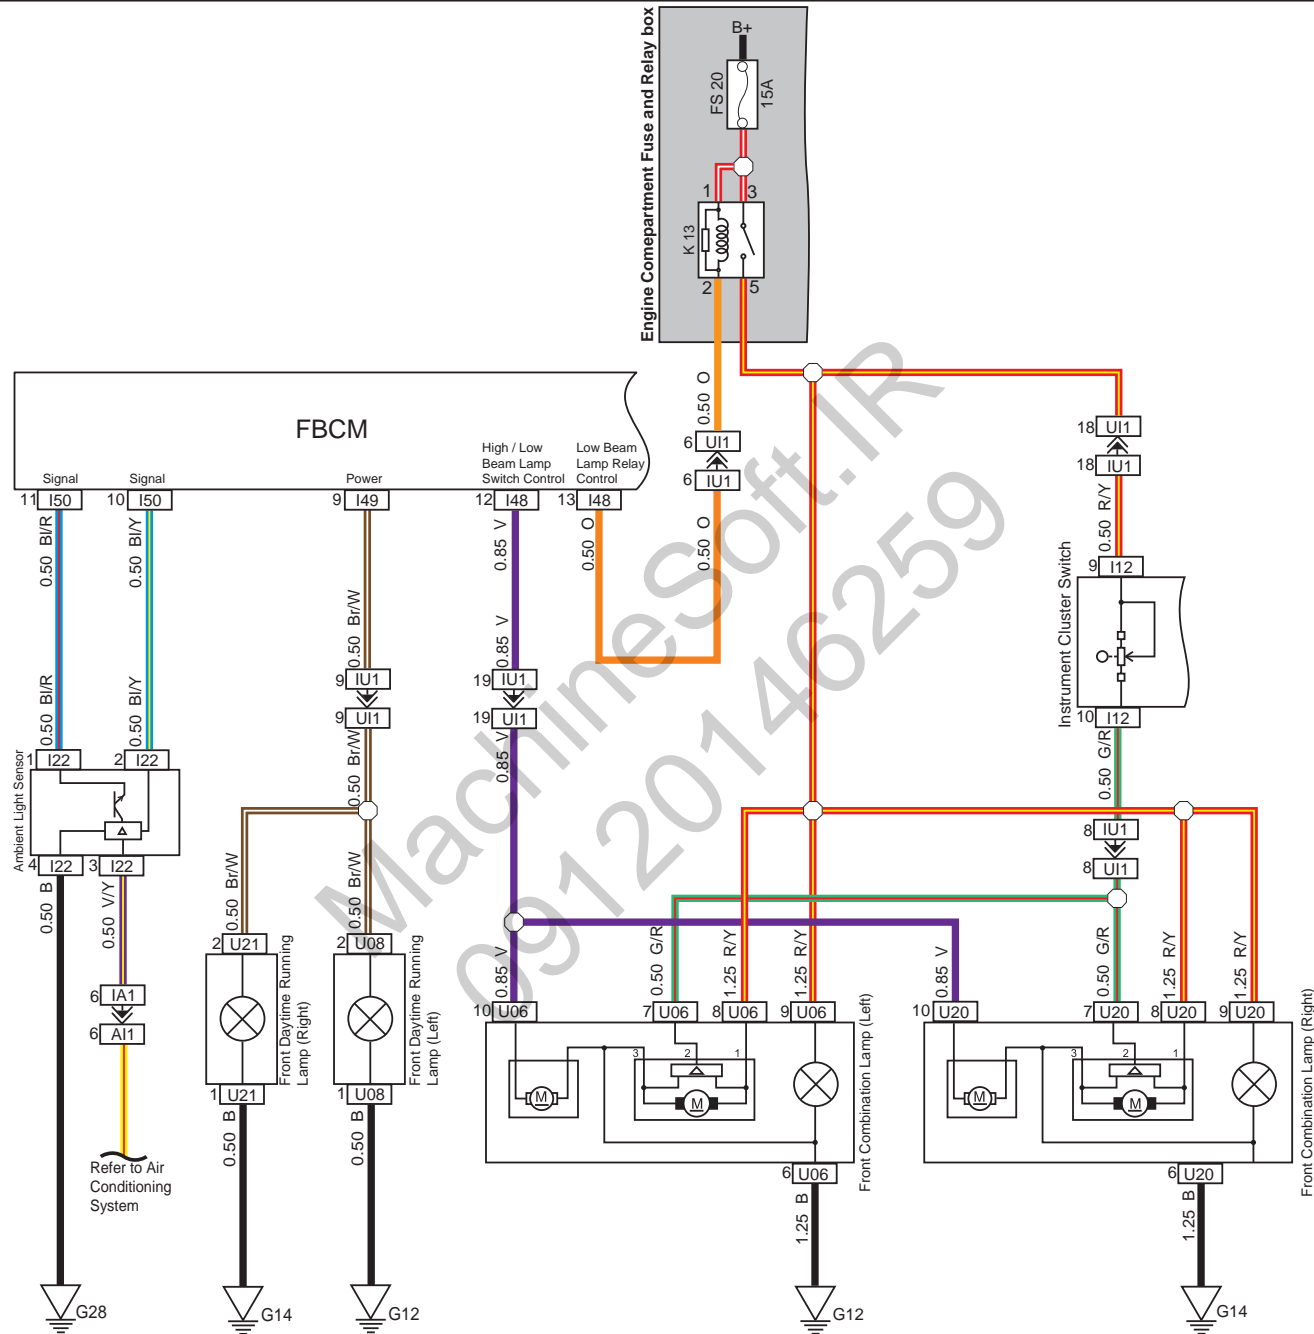 Engine Comepartment Fuse and Relay box
B+
FS 20
15A
1
3
K 13
2
5
FBCM
Signal
Signal
Power
High / Low
Beam Lamp
Switch Control
Low Beam
Lamp Relay
Control
11 I50
10 I50
9 I49
12 I48
13 I48
0.50 O
6 UI1
6 IU1
0.50 O
18 UI1
18 IU1
0.50 R/Y
0.50 Bl/R
0.50 Bl/Y
0.85 V
0.50 O
9 I12
Instrument Cluster Switch
10 I12
0.50 Br/W
0.85 V
9 IU1
9 UI1
19 IU1
19 UI1
0.50 Bl/R
0.50 Bl/Y
0.50 Br/W
0.85 V
0.50 G/R
1 I22
2 I22
Ambient Light Sensor
4 I22
3 I22
8 IU1
8 UI1
0.50 B
0.50 V/Y
0.50 Br/W
0.50 Br/W
0.85 V
0.50 G/R
1.25 R/Y
1.25 R/Y
0.85 V
0.50 G/R
1.25 R/Y
1.25 R/Y
2 U21
2 U08
6 IA1
6 AI1
10 U06
7 U06
8 U06
9 U06
10 U20
7 U20
8 U20
9 U20
Front Daytime Running
Lamp (Right)
Front Daytime Running
Lamp (Left)
M
3
2
1
M
Front Combination Lamp (Left)
M
3
2
1
M
Front Combination Lamp (Right)
1 U21
1 U08
0.50 B
0.50 B
Refer to Air
Conditioning
System
6 U06
6 U20
1.25 B
1.25 B
G28
G14
G12
G12
G14
MachineSoft.IR
09120146259